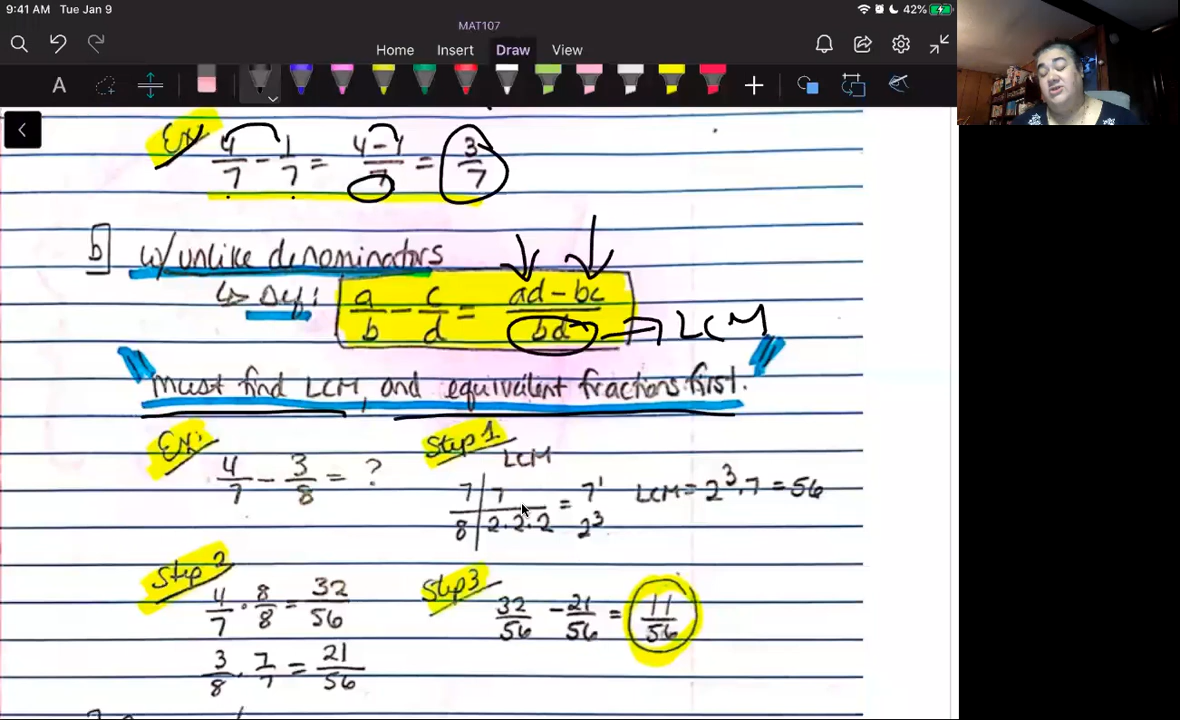 9:41 AM Tue Jan 9
42%
MAT107
Home Insert Draw View
A
Ex: 4/7 - 1/7 = 4-1/7 = 3/7
b] w/unlike denominators
↳ Def: a/b - c/d = ad - bc/bd → LCM
Must find LCM, and equivalent fractions first.
Ex: 4/7 - 3/8 = ?
Step 1
LCM
7 | 7 = 7¹
8 | 2·2·2 2³
LCM = 2³·7 = 56
Step 2
4/7 · 8/8 = 32/56
3/8 · 7/7 = 21/56
Step 3
32/56 - 21/56 = 11/56